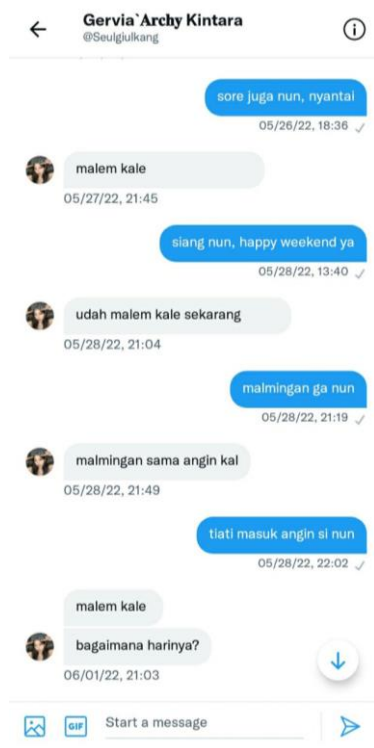 Gervia`Archy Kintara
@Seulgiulkang
sore juga nun, nyantai
05/26/22, 18:36
malem kale
05/27/22, 21:45
siang nun, happy weekend ya
05/28/22, 13:40
udah malem kale sekarang
05/28/22, 21:04
malmingan ga nun
05/28/22, 21:19
malmingan sama angin kal
05/28/22, 21:49
tiati masuk angin si nun
05/28/22, 22:02
malem kale
bagaimana harinya?
06/01/22, 21:03
GIF
Start a message